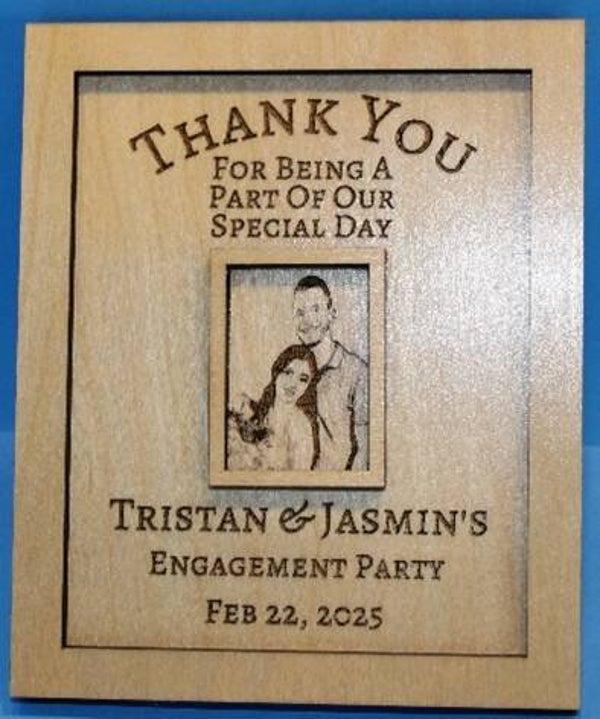 THANK YOU
FOR BEING A
PART OF OUR
SPECIAL DAY
TRISTAN & JASMIN'S
ENGAGEMENT PARTY
FEB 22, 2025